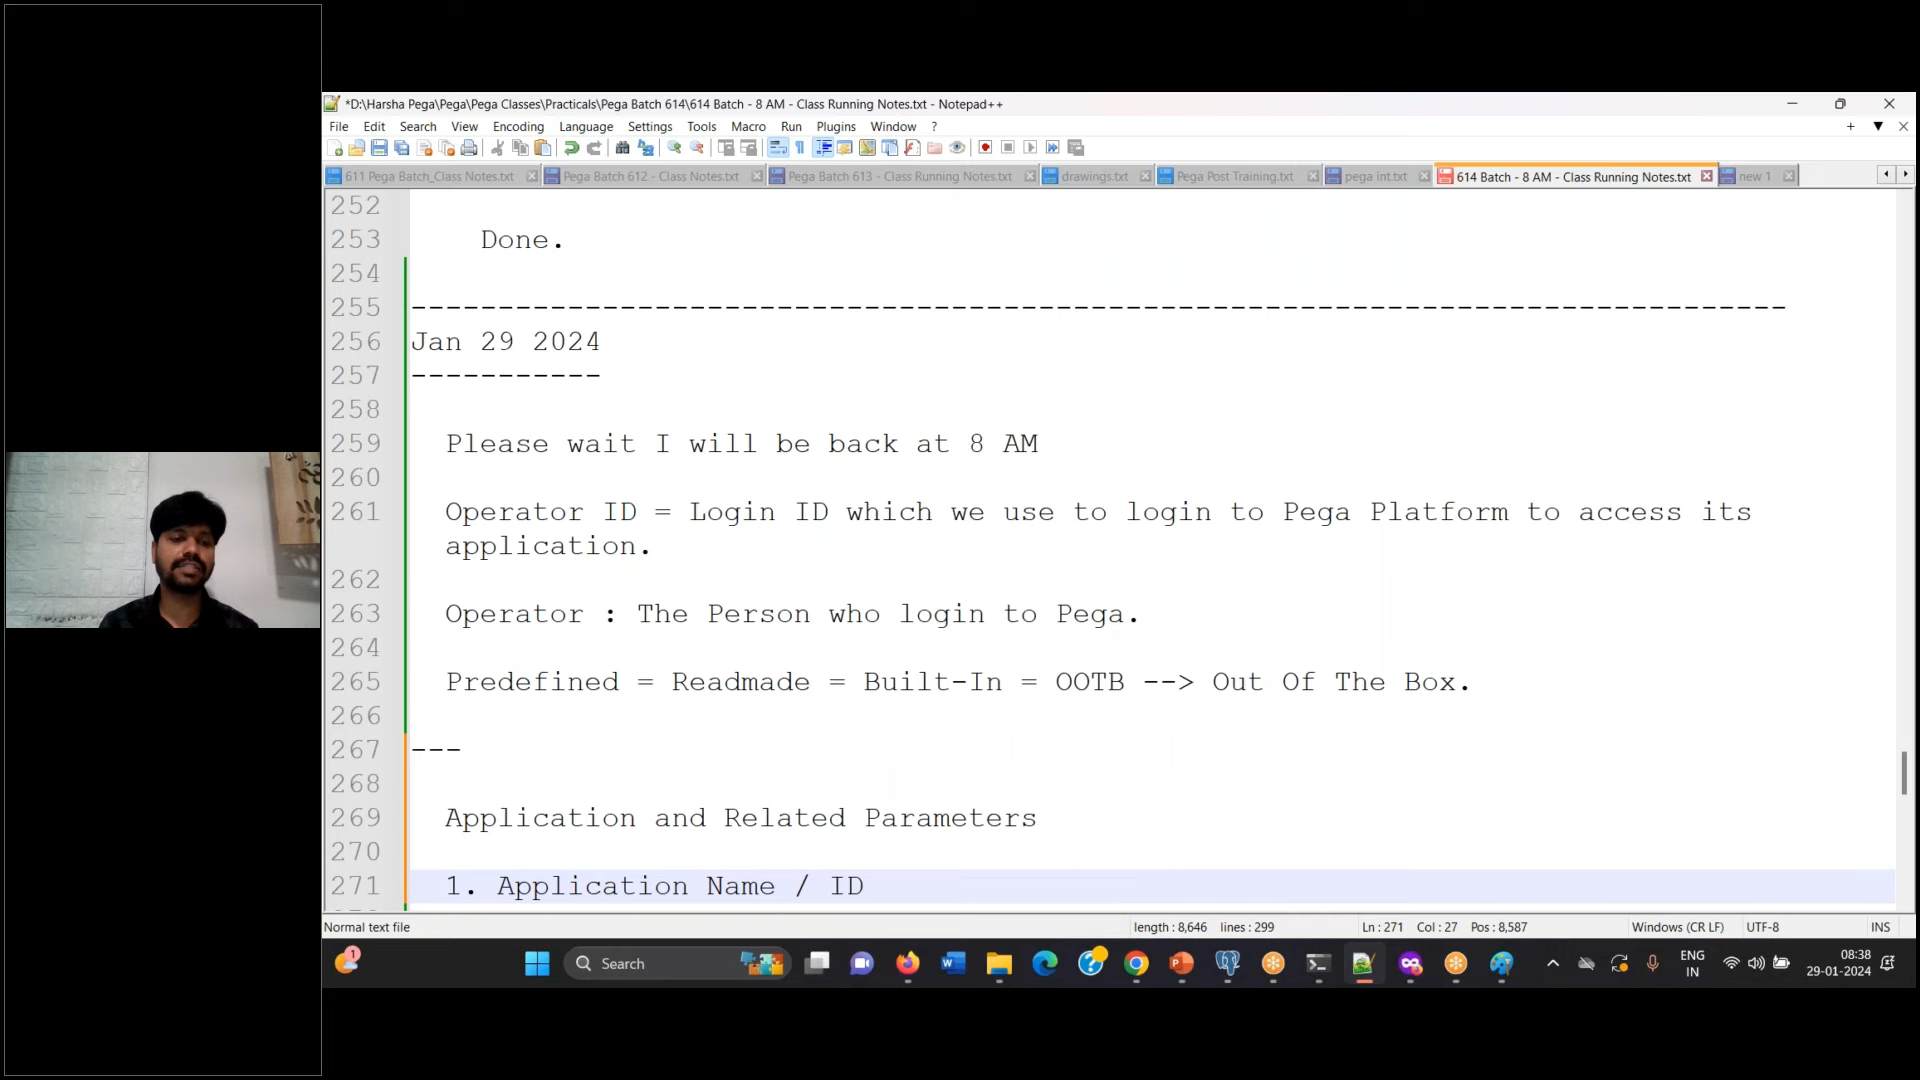 *D:\Harsha Pega\Pega\Pega Classes\Practicals\Pega Batch 614\614 Batch - 8 AM - Class Running Notes.txt - Notepad++
File Edit Search View Encoding Language Settings Tools Macro Run Plugins Window ?
611 Pega Batch_Class Notes.txt Pega Batch 612 - Class Notes.txt Pega Batch 613 - Class Running Notes.txt drawings.txt Pega Post Training.txt pega int.txt 614 Batch - 8 AM - Class Running Notes.txt new 1
252
253 Done.
254
255 --------------------------------------------------------------------------------
256 Jan 29 2024
257 -----------
258
259 Please wait I will be back at 8 AM
260
261 Operator ID = Login ID which we use to login to Pega Platform to access its
application.
262
263 Operator : The Person who login to Pega.
264
265 Predefined = Readmade = Built-In = OOTB --> Out Of The Box.
266
267 ---
268
269 Application and Related Parameters
270
271 1. Application Name / ID
Normal text file length : 8,646 lines : 299 Ln : 271 Col : 27 Pos : 8,587 Windows (CR LF) UTF-8 INS
1 Search ENG IN 08:38
29-01-2024